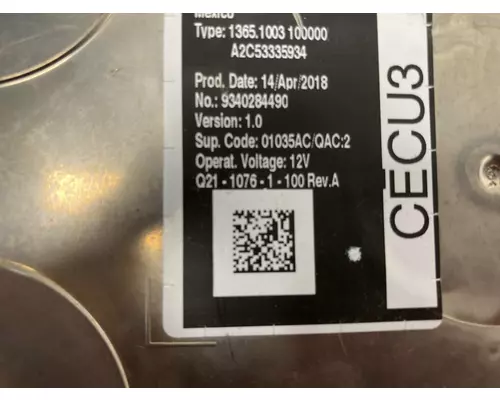 Mexico
Type: 1365.1003 100000
A2C53335934
Prod. Date: 14/Apr/2018
No.: 9340284490
Version: 1.0
Sup. Code: 01035AC/QAC:2
Operat. Voltage: 12V
Q21 - 1076 - 1 - 100 Rev.A
CECU3